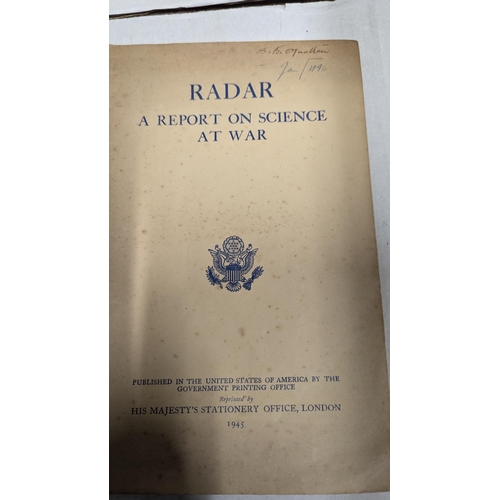 RADAR
A REPORT ON SCIENCE
AT WAR
PUBLISHED IN THE UNITED STATES OF AMERICA BY THE
GOVERNMENT PRINTING OFFICE
Reprinted by
HIS MAJESTY'S STATIONERY OFFICE, LONDON
1945